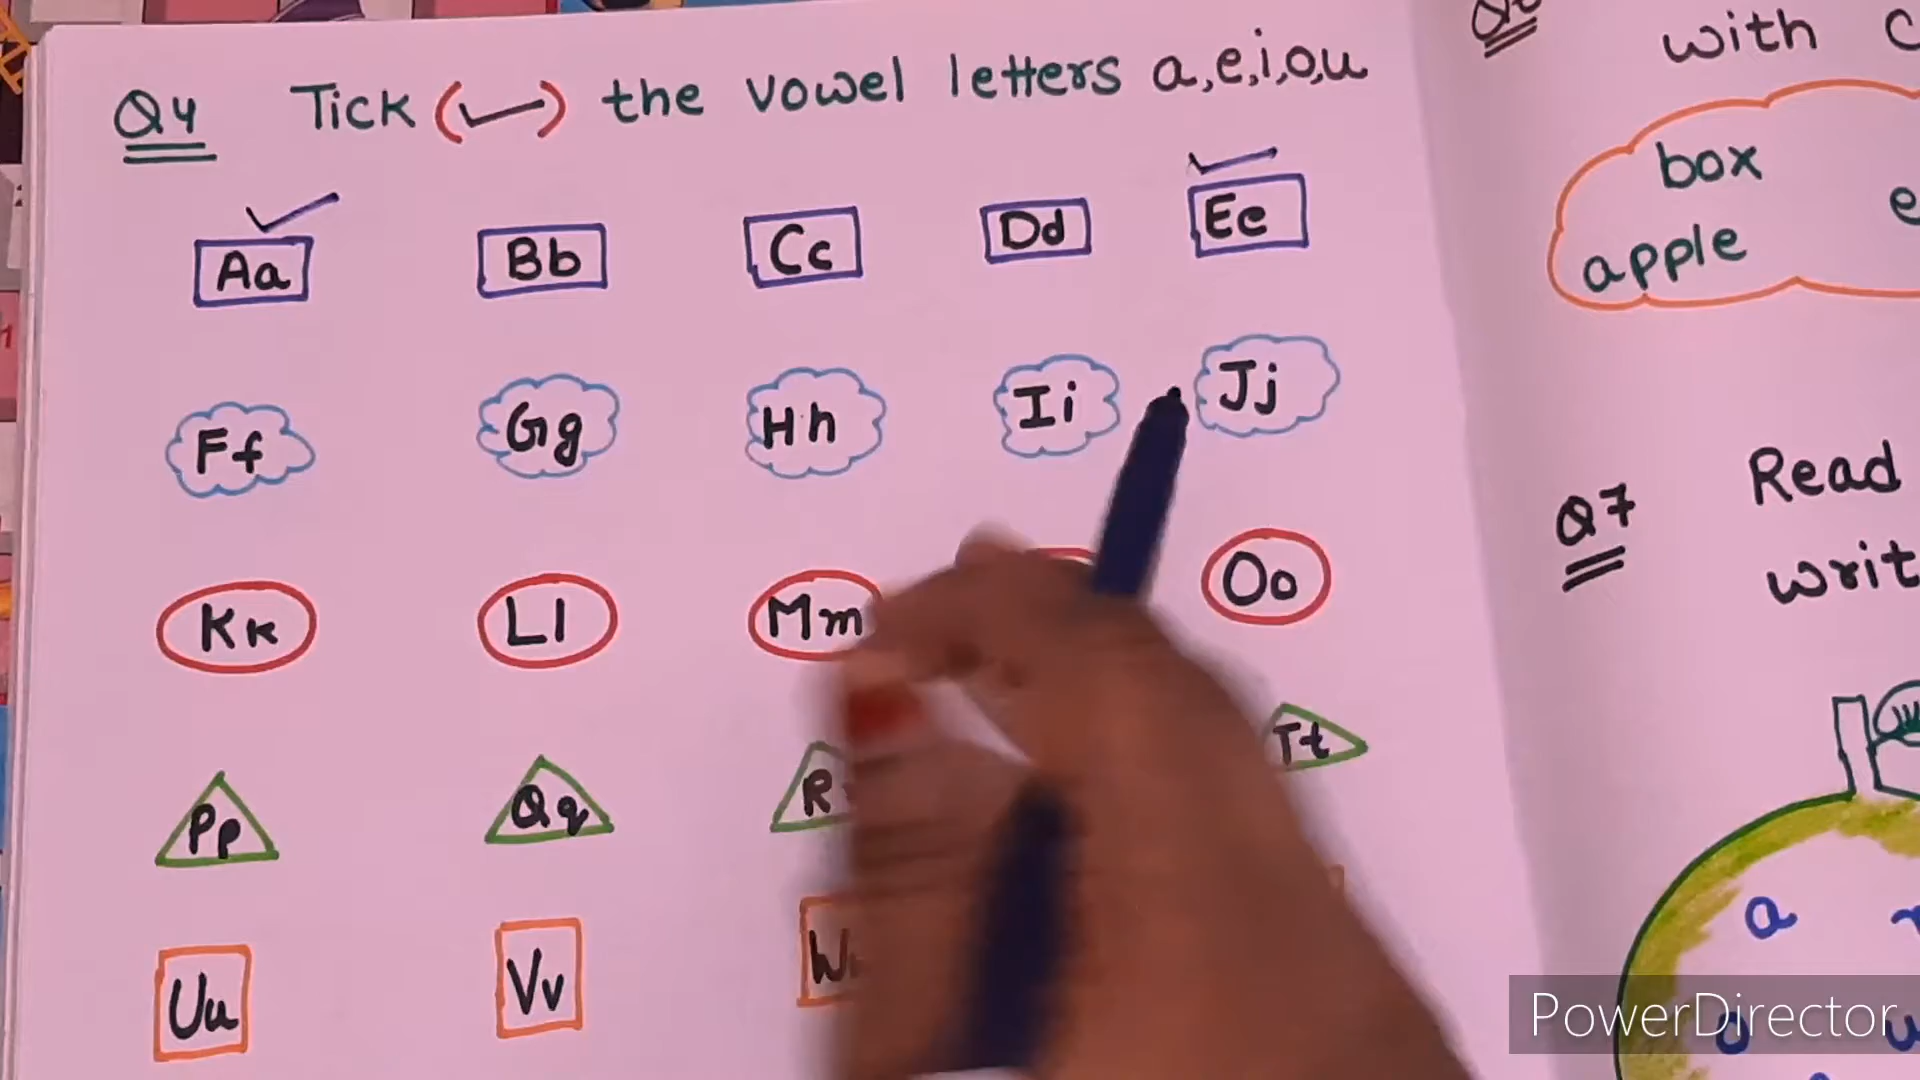 Q4 Tick (✓) the vowel letters a,e,i,o,u
Aa Bb Cc Dd Ee
Ff Gg Hh Ii Jj
Kk Ll Mm Oo
Pp Qq R Tt
Uu Vv W
with
box
apple
Q7 Read
writ
a
PowerDirector